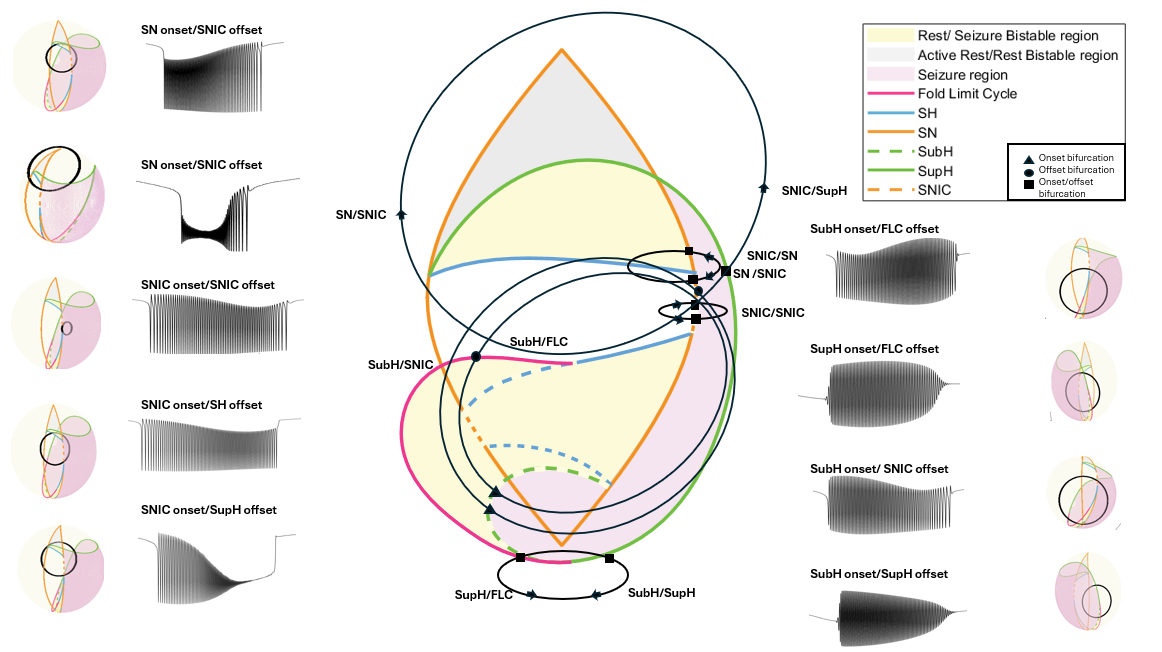 SN onset/SNIC offset
SN onset/SNIC offset
SNIC onset/SNIC offset
SNIC onset/SH offset
SNIC onset/SupH offset
SN/SNIC
SNIC/SupH
SNIC/SN
SN /SNIC
SNIC/SNIC
SubH/FLC
SubH/SNIC
SupH/FLC
SubH/SupH
Rest/ Seizure Bistable region
Active Rest/Rest Bistable region
Seizure region
Fold Limit Cycle
SH
SN
SubH
SupH
SNIC
Onset bifurcation
Offset bifurcation
Onset/offset
bifurcation
SubH onset/FLC offset
SupH onset/FLC offset
SubH onset/ SNIC offset
SubH onset/SupH offset